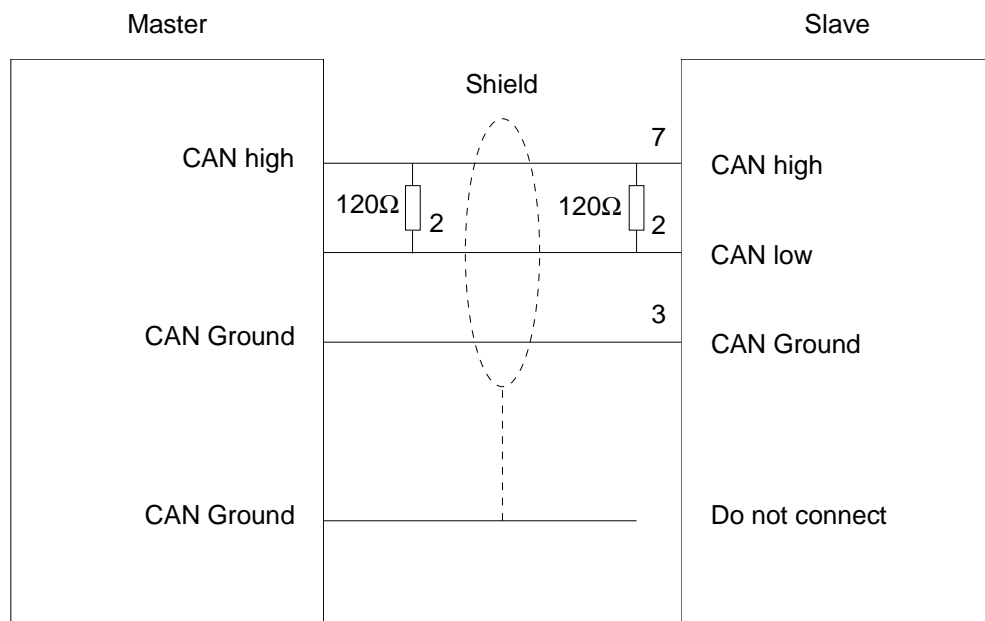 Master
Slave
Shield
7
CAN high
CAN high
120Ω
2
120Ω
2
CAN low
3
CAN Ground
CAN Ground
CAN Ground
Do not connect